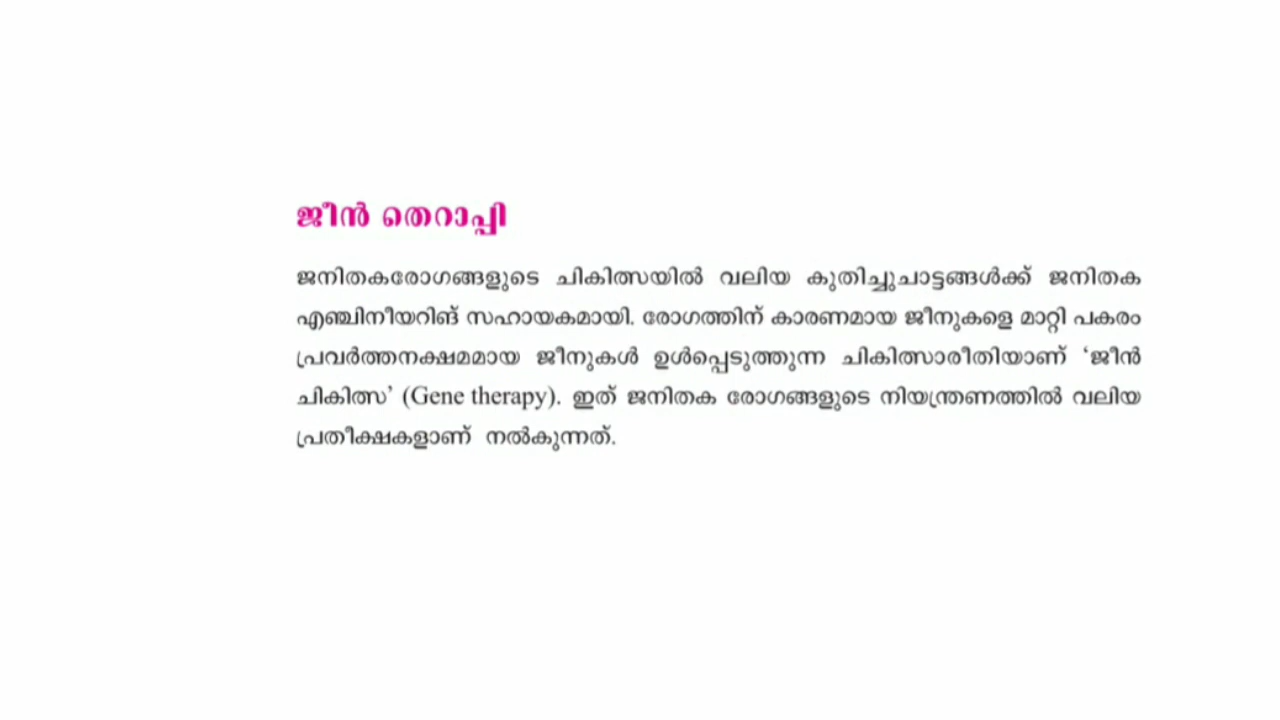 ജീൻ തെറാപ്പി
ജനിതകരോഗങ്ങളുടെ ചികിത്സയിൽ വലിയ കുതിച്ചുചാട്ടങ്ങൾക്ക് ജനിതക
എഞ്ചിനീയറിങ് സഹായകമായി. രോഗത്തിന് കാരണമായ ജീനുകളെ മാറ്റി പകരം
പ്രവർത്തനക്ഷമമായ ജീനുകൾ ഉൾപ്പെടുത്തുന്ന ചികിത്സാരീതിയാണ് ‘ജീൻ
ചികിത്സ’ (Gene therapy). ഇത് ജനിതക രോഗങ്ങളുടെ നിയന്ത്രണത്തിൽ വലിയ
പ്രതീക്ഷകളാണ് നൽകുന്നത്.